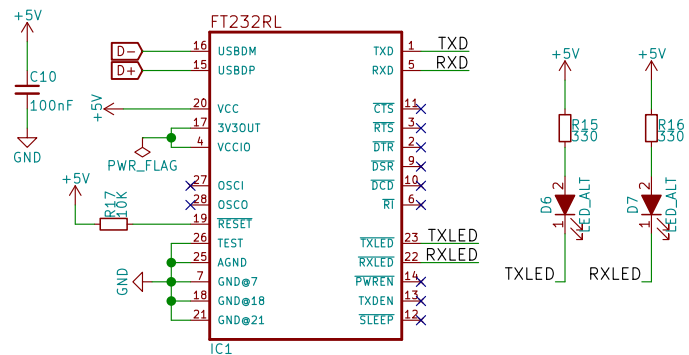 FT232RL
+5V
C10
100nF
GND
D-
D+
+5V
PWR_FLAG
+5V
R17
10K
GND
16 USBDM
15 USBDP
20 VCC
17 3V3OUT
4 VCCIO
27 OSCI
28 OSCO
19 RESET
26 TEST
25 AGND
7 GND@7
18 GND@18
21 GND@21
TXD 1 TXD
RXD 5 RXD
CTS 11
RTS 3
DTR 2
DSR 9
DCD 10
RI 6
TXLED 23 TXLED
RXLED 22 RXLED
PWREN 14
TXDEN 13
SLEEP 12
IC1
+5V
R15
330
2
D6
LED_ALT
1
TXLED
+5V
R16
330
2
D7
LED_ALT
1
RXLED